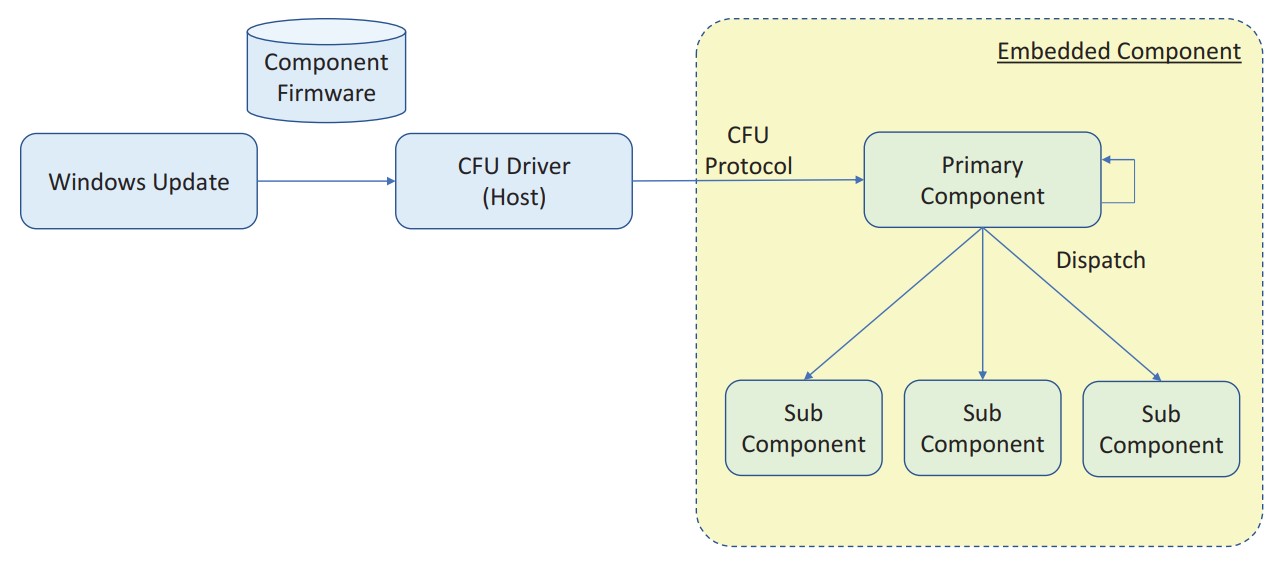 Component
Firmware
Windows Update
CFU Driver
(Host)
Embedded Component
CFU
Protocol
Primary
Component
Dispatch
Sub
Component
Sub
Component
Sub
Component